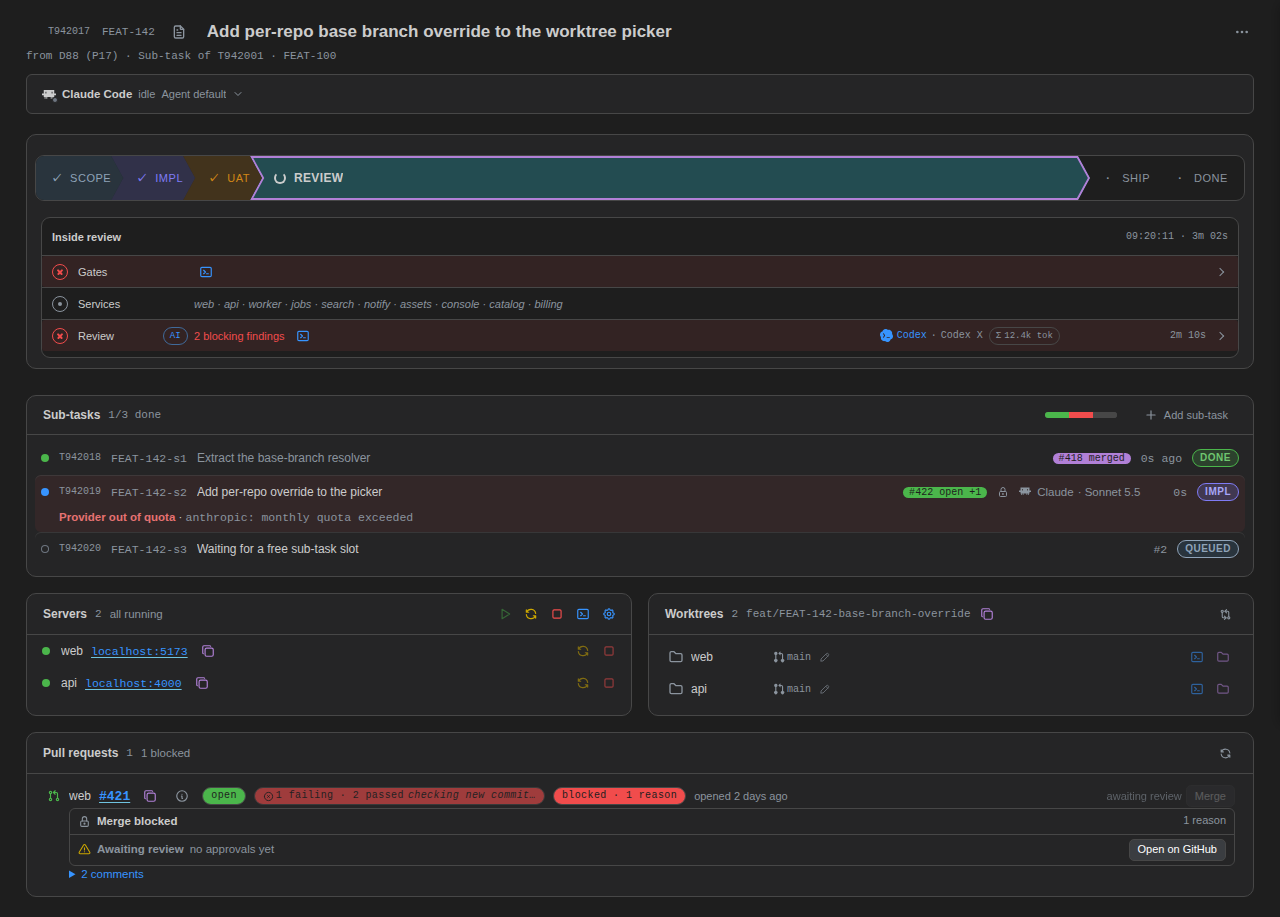 T942017 FEAT-142 Add per-repo base branch override to the worktree picker
from D88 (P17) · Sub-task of T942001 · FEAT-100
Claude Code idle Agent default
SCOPE IMPL UAT REVIEW SHIP DONE
Inside review 09:20:11 · 3m 02s
Gates
Services web · api · worker · jobs · search · notify · assets · console · catalog · billing
Review AI 2 blocking findings Codex · Codex X Σ 12.4k tok 2m 10s
Sub-tasks 1/3 done Add sub-task
T942018 FEAT-142-s1 Extract the base-branch resolver #418 merged 0s ago DONE
T942019 FEAT-142-s2 Add per-repo override to the picker #422 open +1 Claude · Sonnet 5.5 0s IMPL
Provider out of quota · anthropic: monthly quota exceeded
T942020 FEAT-142-s3 Waiting for a free sub-task slot #2 QUEUED
Servers 2 all running
web localhost:5173
api localhost:4000
Worktrees 2 feat/FEAT-142-base-branch-override
web main
api main
Pull requests 1 1 blocked
web #421 open 1 failing · 2 passed checking new commit… blocked · 1 reason opened 2 days ago awaiting review Merge
Merge blocked 1 reason
Awaiting review no approvals yet Open on GitHub
2 comments